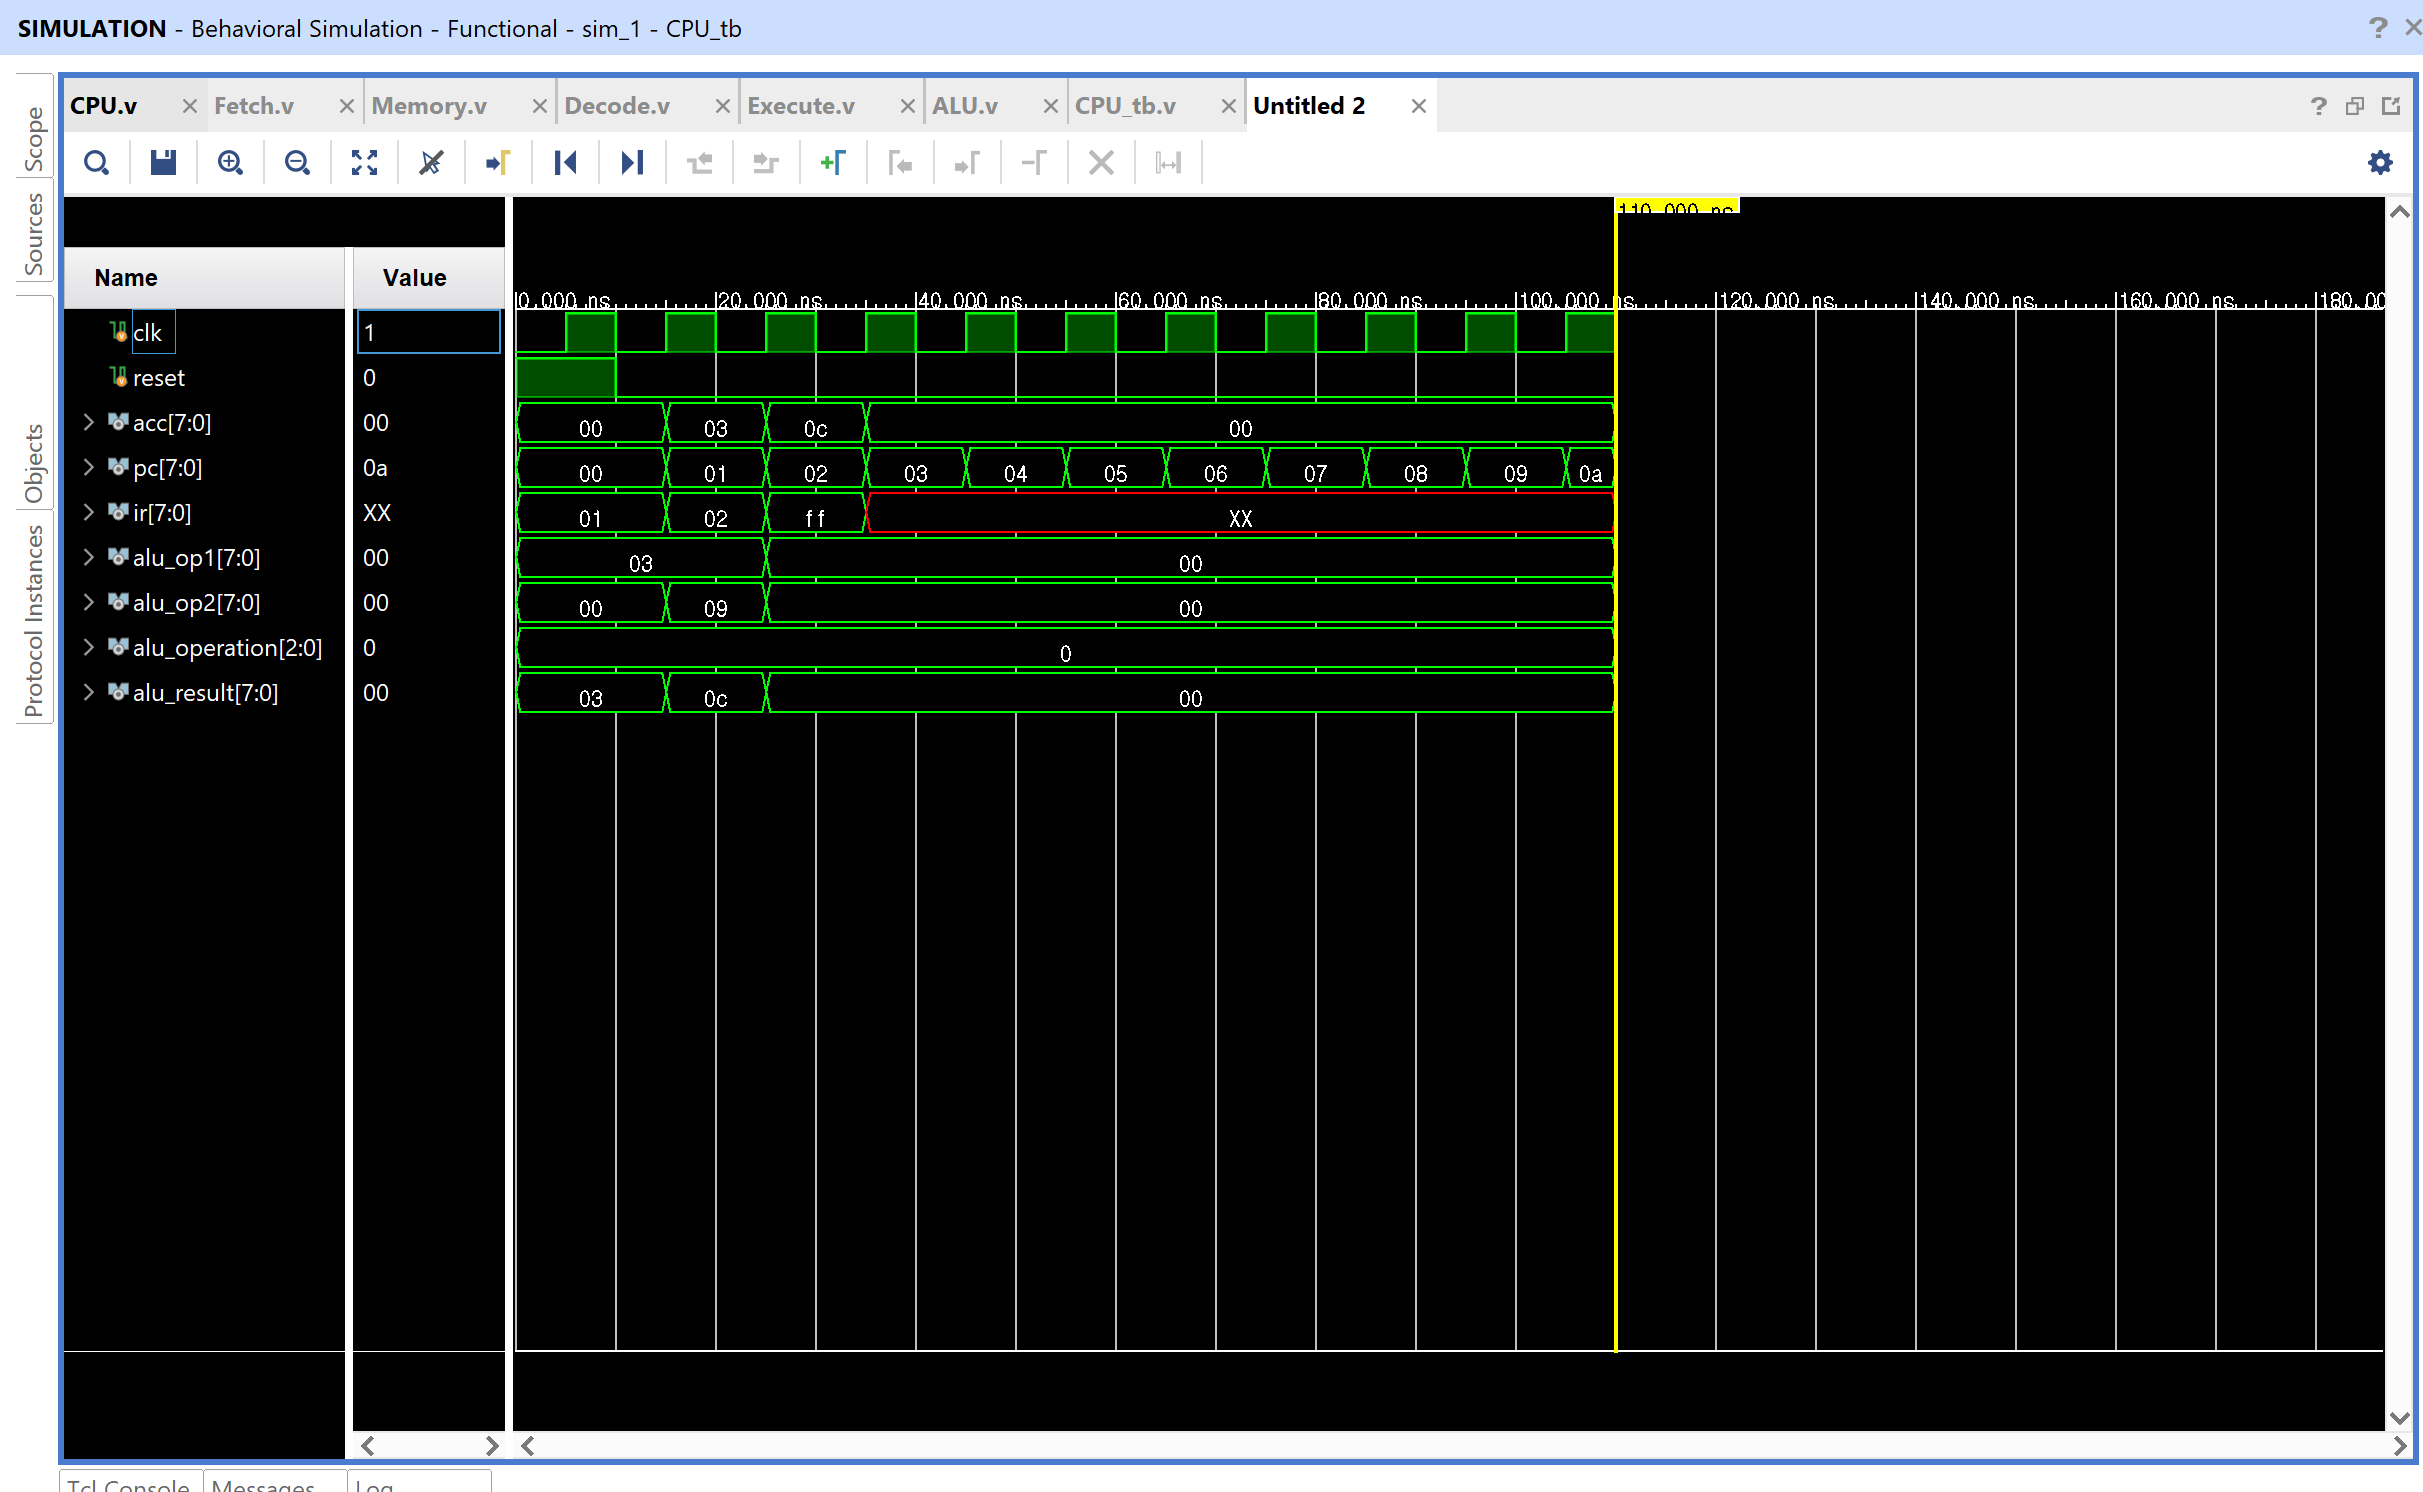 SIMULATION - Behavioral Simulation - Functional - sim_1 - CPU_tb
Scope
Sources
Objects
Protocol Instances
CPU.v Fetch.v Memory.v Decode.v Execute.v ALU.v CPU_tb.v Untitled 2
110.000 ns
Name Value
0.000 ns 20.000 ns 40.000 ns 60.000 ns 80.000 ns 100.000 ns 120.000 ns 140.000 ns 160.000 ns 180.00
clk 1
reset 0
acc[7:0] 00 00 03 0c 00
pc[7:0] 0a 00 01 02 03 04 05 06 07 08 09 0a
ir[7:0] XX 01 02 ff XX
alu_op1[7:0] 00 03 00
alu_op2[7:0] 00 00 09 00
alu_operation[2:0] 0 0
alu_result[7:0] 00 03 0c 00
Tcl Console Messages Log